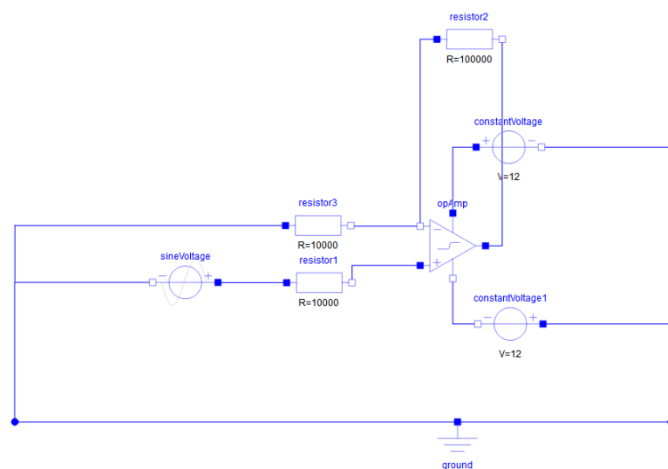 resistor2
R=100000
constantVoltage
+
−
V=12
opAmp
resistor3
−
R=10000
sineVoltage
−
+
resistor1
+
R=10000
constantVoltage1
−
+
V=12
ground